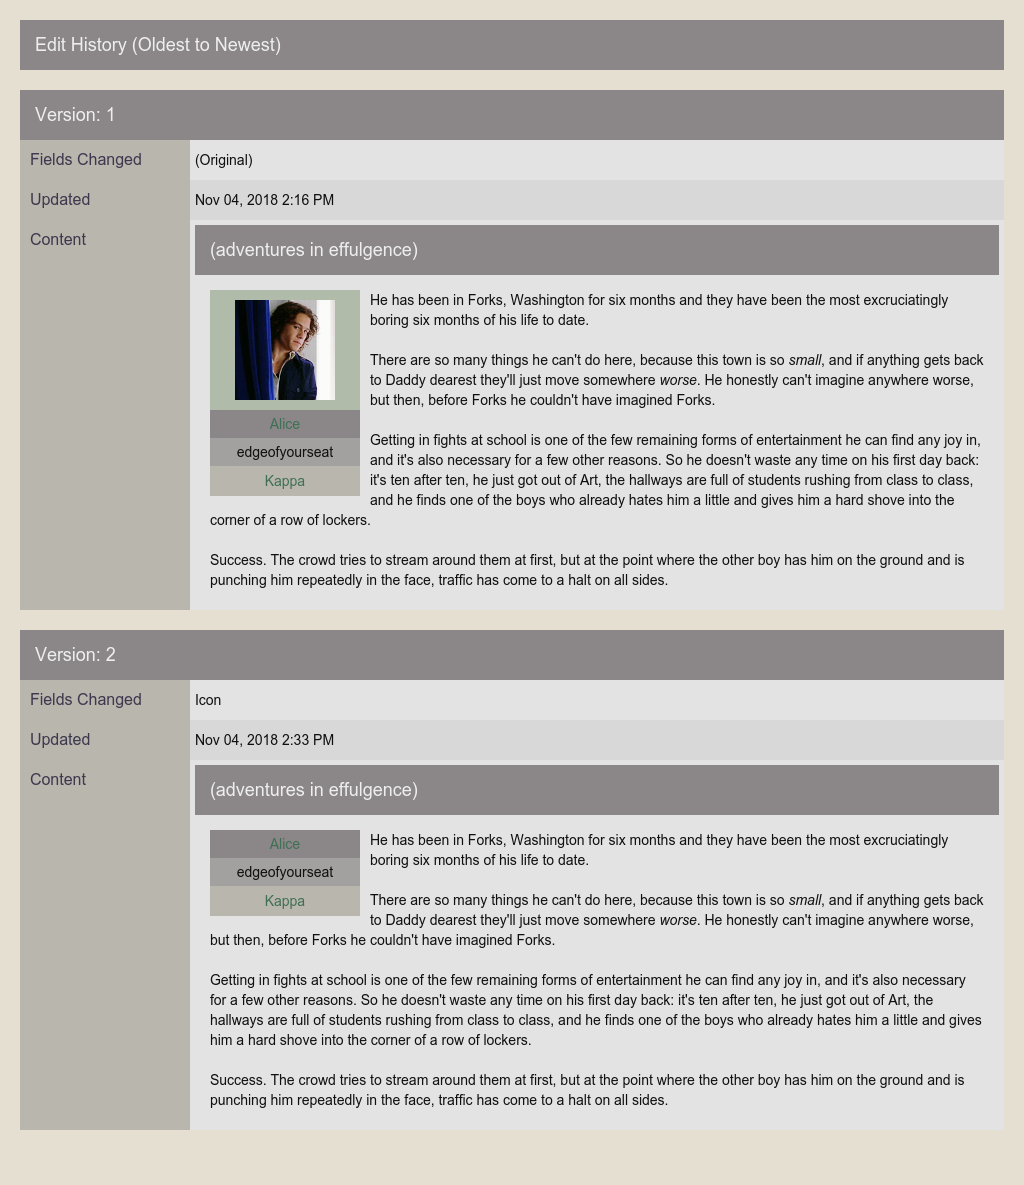 Edit History (Oldest to Newest)
Version: 1
Fields Changed
(Original)
Updated
Nov 04, 2018 2:16 PM
Content
(adventures in effulgence)
Alice
edgeofyourseat
Kappa
He has been in Forks, Washington for six months and they have been the most excruciatingly
boring six months of his life to date.
There are so many things he can't do here, because this town is so small, and if anything gets back
to Daddy dearest they'll just move somewhere worse. He honestly can't imagine anywhere worse,
but then, before Forks he couldn't have imagined Forks.
Getting in fights at school is one of the few remaining forms of entertainment he can find any joy in,
and it's also necessary for a few other reasons. So he doesn't waste any time on his first day back:
it's ten after ten, he just got out of Art, the hallways are full of students rushing from class to class,
and he finds one of the boys who already hates him a little and gives him a hard shove into the
corner of a row of lockers.
Success. The crowd tries to stream around them at first, but at the point where the other boy has him on the ground and is
punching him repeatedly in the face, traffic has come to a halt on all sides.
Version: 2
Fields Changed
Icon
Updated
Nov 04, 2018 2:33 PM
Content
(adventures in effulgence)
Alice
edgeofyourseat
Kappa
He has been in Forks, Washington for six months and they have been the most excruciatingly
boring six months of his life to date.
There are so many things he can't do here, because this town is so small, and if anything gets back
to Daddy dearest they'll just move somewhere worse. He honestly can't imagine anywhere worse,
but then, before Forks he couldn't have imagined Forks.
Getting in fights at school is one of the few remaining forms of entertainment he can find any joy in, and it's also necessary
for a few other reasons. So he doesn't waste any time on his first day back: it's ten after ten, he just got out of Art, the
hallways are full of students rushing from class to class, and he finds one of the boys who already hates him a little and gives
him a hard shove into the corner of a row of lockers.
Success. The crowd tries to stream around them at first, but at the point where the other boy has him on the ground and is
punching him repeatedly in the face, traffic has come to a halt on all sides.